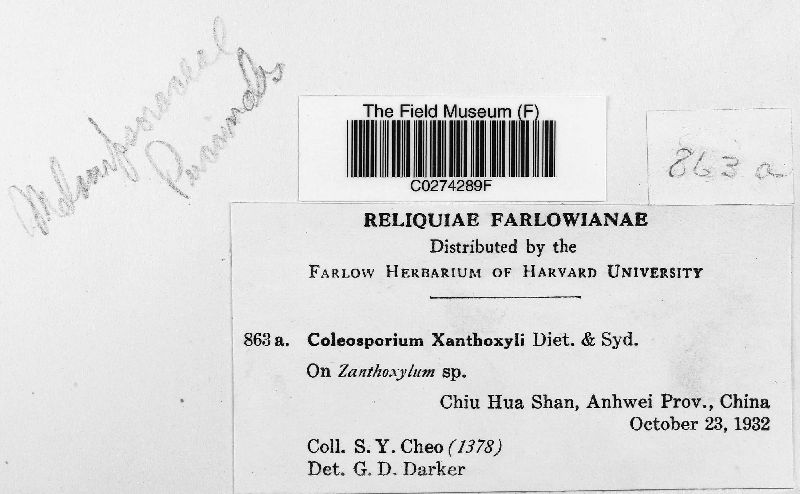 Melampsoraceae
Puccinales
The Field Museum (F)
C0274289F
863 a
RELIQUIAE FARLOWIANAE
Distributed by the
FARLOW HERBARIUM OF HARVARD UNIVERSITY
863 a. Coleosporium Xanthoxyli Diet. & Syd.
On Zanthoxylum sp.
Chiu Hua Shan, Anhwei Prov., China
October 23, 1932
Coll. S. Y. Cheo (1378)
Det. G. D. Darker